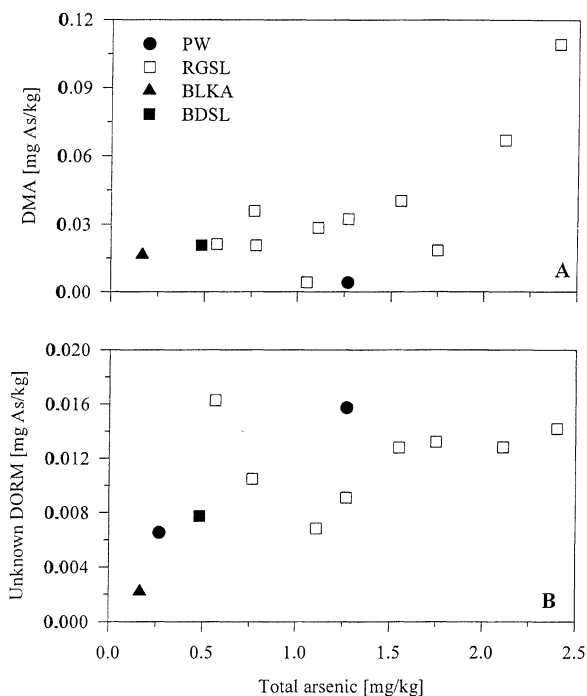 0.12
0.09
0.06
0.03
0.00
DMA [mg As/kg]
PW
RGSL
BLKA
BDSL
A
0.020
0.016
0.012
0.008
0.004
0.000
Unknown DORM [mg As/kg]
B
0.0 0.5 1.0 1.5 2.0 2.5
Total arsenic [mg/kg]